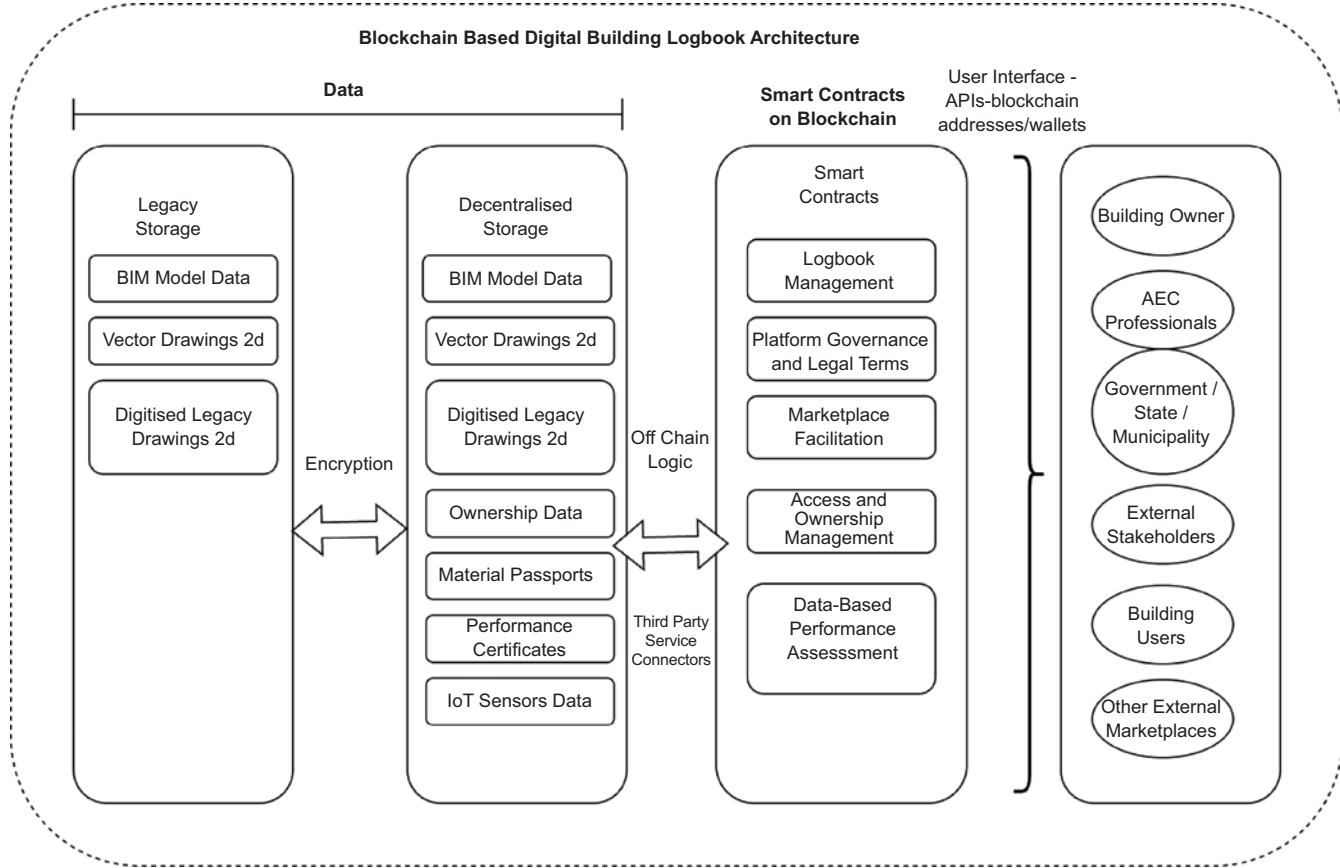 Blockchain Based Digital Building Logbook Architecture
Data
Legacy
Storage
BIM Model Data
Vector Drawings 2d
Digitised Legacy
Drawings 2d
Encryption
Decentralised
Storage
BIM Model Data
Vector Drawings 2d
Digitised Legacy
Drawings 2d
Ownership Data
Material Passports
Performance
Certificates
IoT Sensors Data
Off Chain
Logic
Third Party
Service
Connectors
Smart Contracts
on Blockchain
Smart
Contracts
Logbook
Management
Platform Governance
and Legal Terms
Marketplace
Facilitation
Access and
Ownership
Management
Data-Based
Performance
Assesssment
User Interface -
APIs-blockchain
addresses/wallets
Building Owner
AEC
Professionals
Government /
State /
Municipality
External
Stakeholders
Building
Users
Other External
Marketplaces